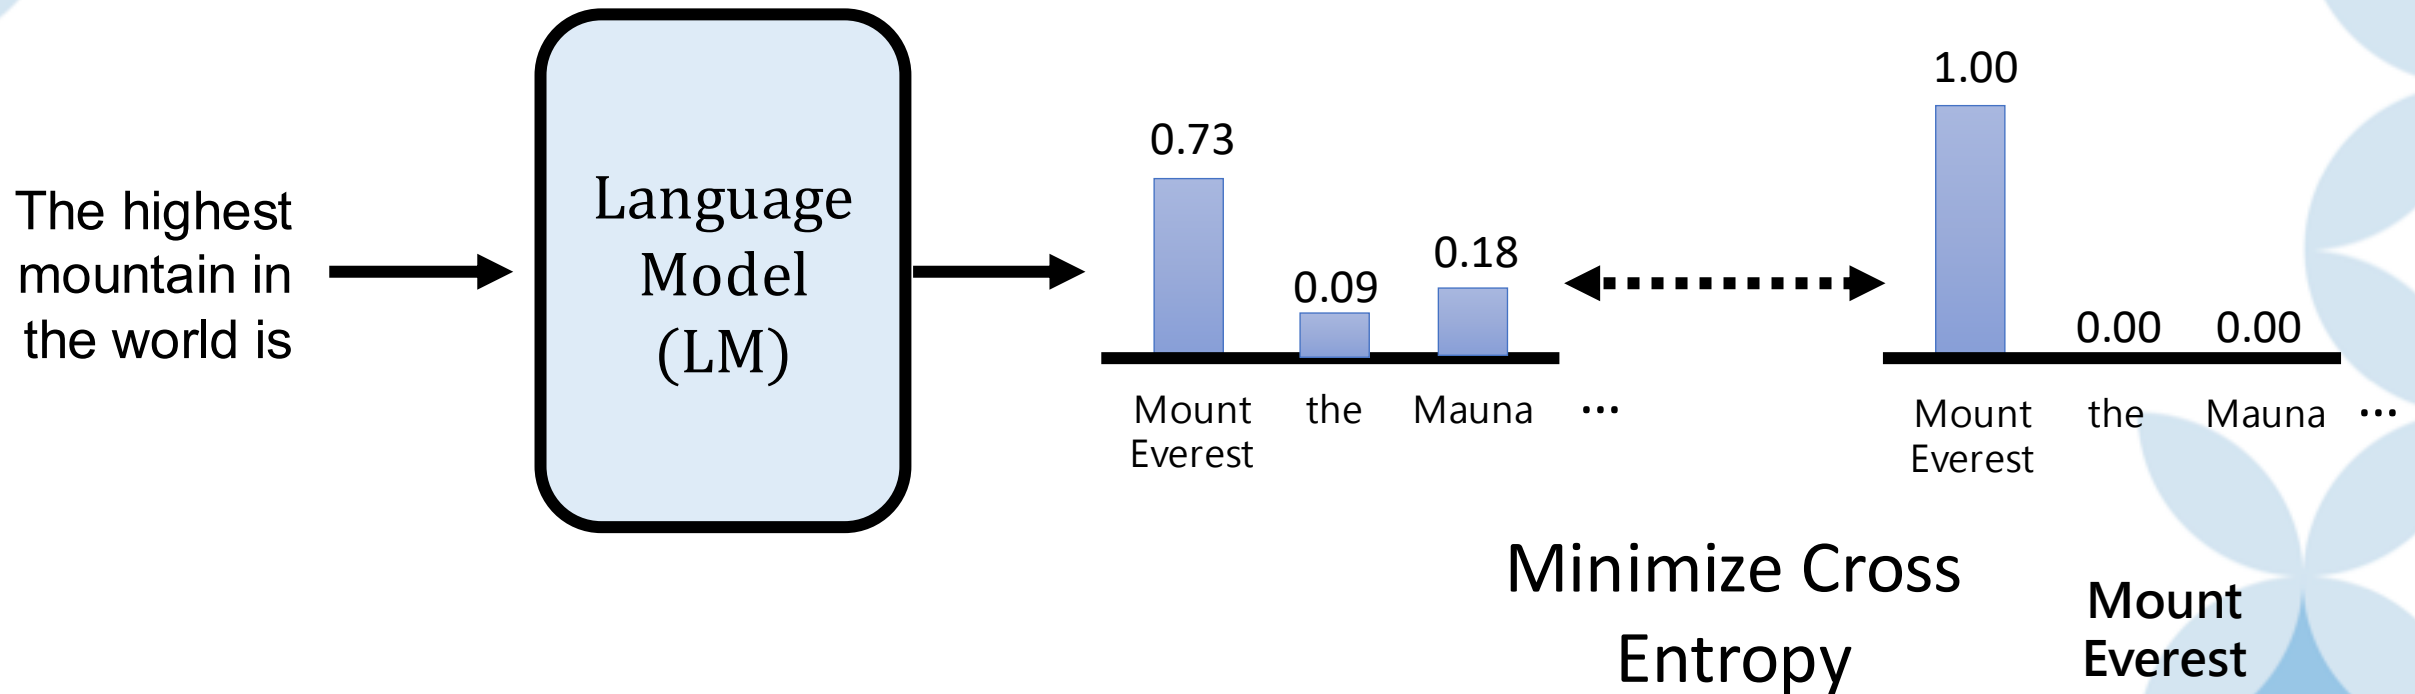 The highest
mountain in
the world is
Language
Model
(LM)
0.73
0.09
0.18
Mount
Everest
the
Mauna
...
1.00
0.00
0.00
Mount
Everest
the
Mauna
...
Minimize Cross
Entropy
Mount
Everest